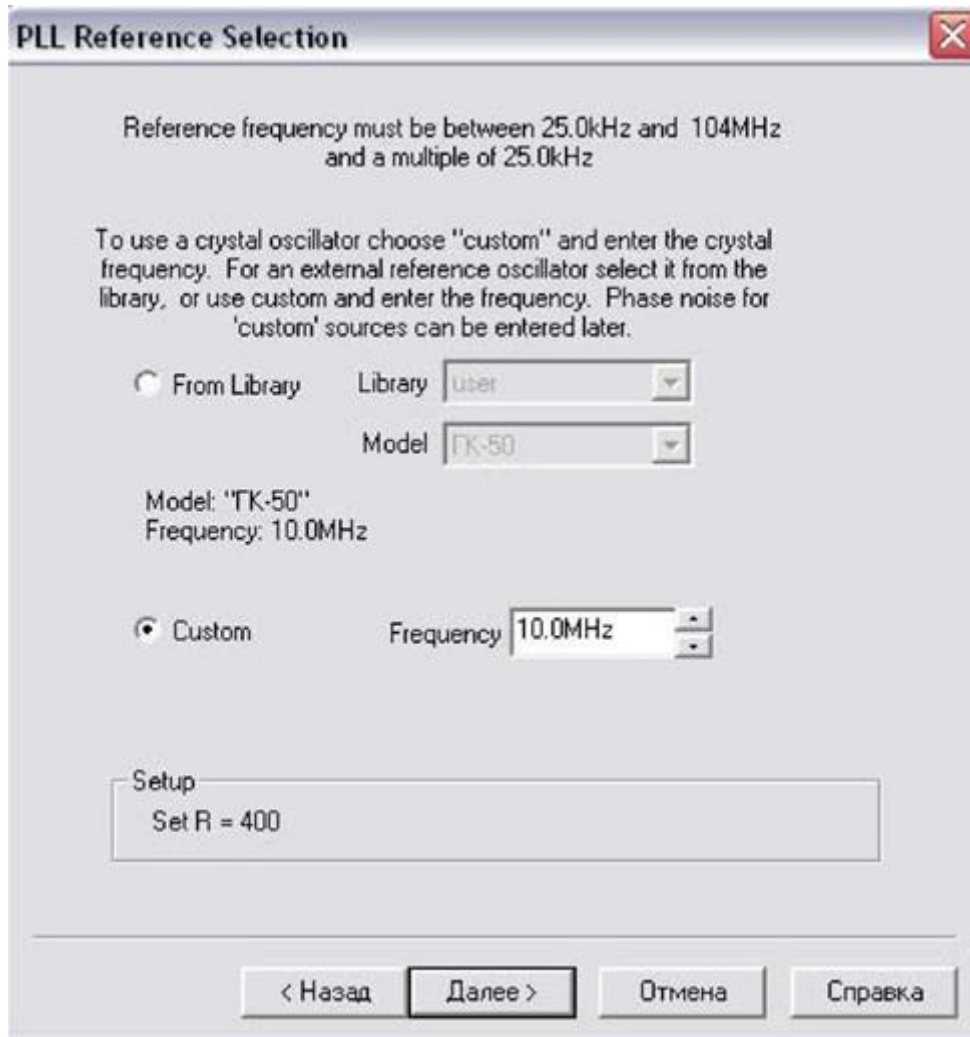 PLL Reference Selection
Reference frequency must be between 25.0kHz and 104MHz
and a multiple of 25.0kHz
To use a crystal oscillator choose "custom" and enter the crystal
frequency. For an external reference oscillator select it from the
library, or use custom and enter the frequency. Phase noise for
'custom' sources can be entered later.
From Library Library user
Model ГК-50
Model: "ГК-50"
Frequency: 10.0MHz
Custom Frequency 10.0MHz
Setup
Set R = 400
< Назад Далее > Отмена Справка